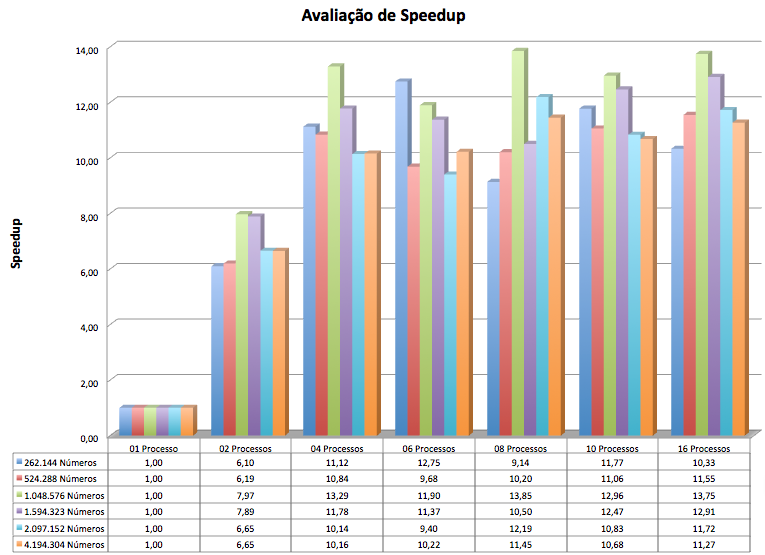 Avaliação de Speedup
Speedup
14,00
12,00
10,00
8,00
6,00
4,00
2,00
0,00
01 Processo 02 Processos 04 Processos 06 Processos 08 Processos 10 Processos 16 Processos
262.144 Números 1,00 6,10 11,12 12,75 9,14 11,77 10,33
524.288 Números 1,00 6,19 10,84 9,68 10,20 11,06 11,55
1.048.576 Números 1,00 7,97 13,29 11,90 13,85 12,96 13,75
1.594.323 Números 1,00 7,89 11,78 11,37 10,50 12,47 12,91
2.097.152 Números 1,00 6,65 10,14 9,40 12,19 10,83 11,72
4.194.304 Números 1,00 6,65 10,16 10,22 11,45 10,68 11,27